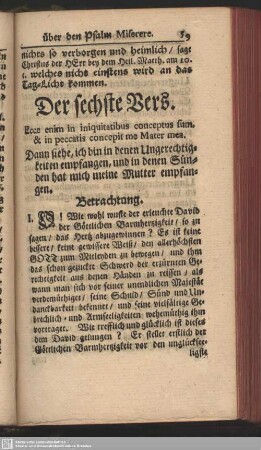 über den Psalm Miserere. 59
nichts so verborgen und heimlich / sagt
Christus der HErr bey dem Heil. Matth. am 10.
c. welches nicht einstens wird an das
Tag-Licht kommen.
Der sechste Vers.
Ecce enim in iniquitatibus conceptus sum,
& in peccatis concepit me Mater mea.
Dann siehe, ich bin in denen Ungerechtig-
keiten empfangen, und in denen Sün-
den hat mich meine Mutter empfan-
gen.
Betrachtung.
I. O! Wie wohl wuste der erleuchte David
der Göttlichen Barmhertzigkeit / so zu
sagen / das Hertz abzugewinnen? Es ist keine
bessere / keine gewissere Weiß / den allerhöchsten
GOTT zum Mitleyden zu bewegen / und ihm
das schon gezuckte Schwerd der erzürnten Ge-
rechtigkeit aus denen Händen zu reissen / als
wann man sich vor seiner unendlichen Majestät
verdemüthiget / seine Schuld / Sünd und Un-
danckbarkeit bekennet / und seine vielfältige Ge-
brechlich- und Armseeligkeiten wehemüthig ihm
vortraget. Wie trefflich und glücklich ist dieses
dem David gelungen? Er stellet erstlich der
Göttlichen Barmhertzigkeit vor den unglücksee-
ligste